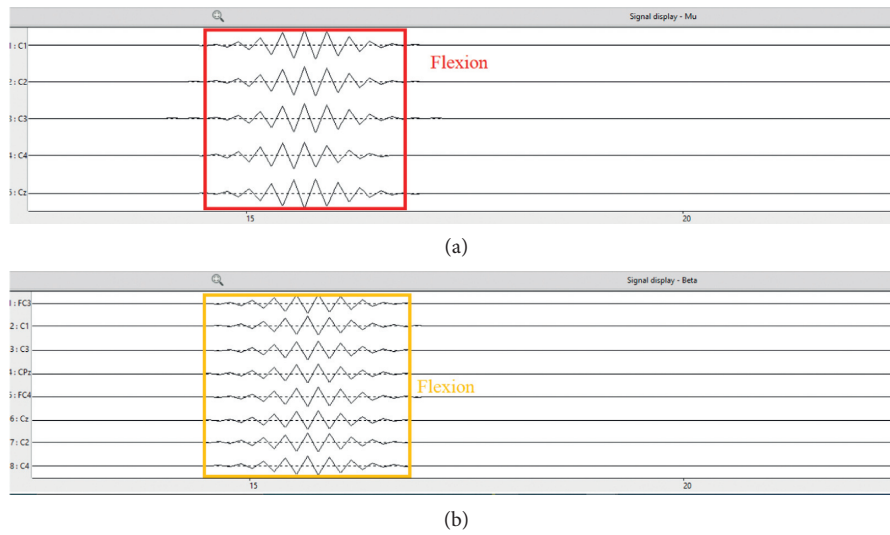 Signal display - Mu
1 : C1
Flexion
2 : C2
3 : C3
4 : C4
5 : Cz
15 20
(a)
Signal display - Beta
1 : FC3
2 : C1
3 : C3
4 : CPz
Flexion
5 : FC4
6 : Cz
7 : C2
8 : C4
15 20
(b)